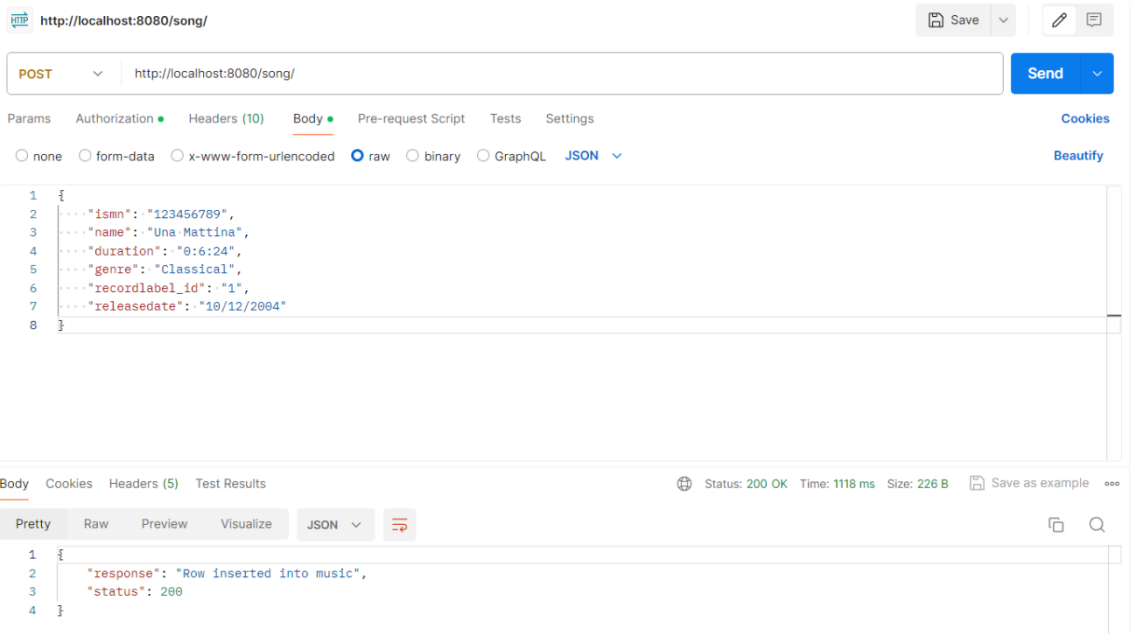 HTTP http://localhost:8080/song/ Save
POST http://localhost:8080/song/ Send
Params Authorization Headers (10) Body Pre-request Script Tests Settings Cookies
none form-data x-www-form-urlencoded raw binary GraphQL JSON Beautify
1 {
2 "ismn": "123456789",
3 "name": "Una Mattina",
4 "duration": "0:6:24",
5 "genre": "Classical",
6 "recordlabel_id": "1",
7 "releasedate": "10/12/2004"
8 }
Body Cookies Headers (5) Test Results Status: 200 OK Time: 1118 ms Size: 226 B Save as example
Pretty Raw Preview Visualize JSON
1 {
2 "response": "Row inserted into music",
3 "status": 200
4 }